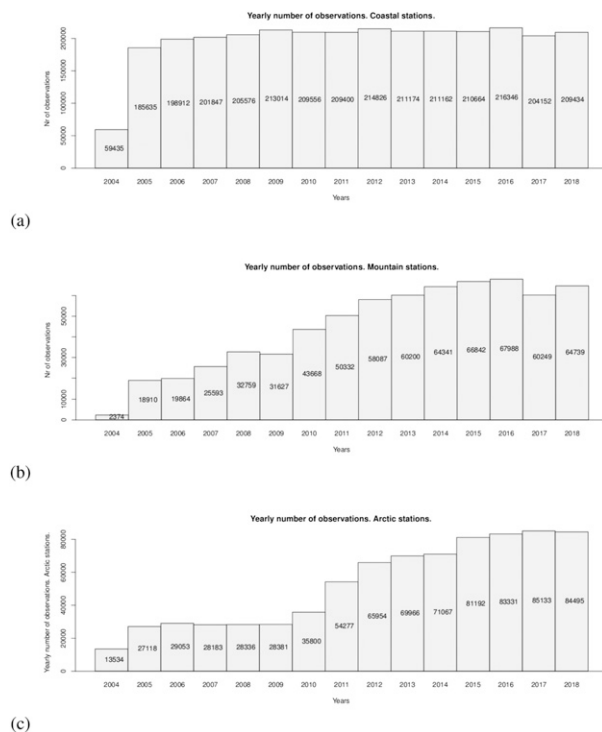 Yearly number of observations. Coastal stations.
Nr of observations
0 50000 100000 150000 200000
59435 185635 198912 201847 205576 213014 209556 209400 214826 211174 211162 210664 216346 204152 209434
2004 2005 2006 2007 2008 2009 2010 2011 2012 2013 2014 2015 2016 2017 2018
Years
(a)
Yearly number of observations. Mountain stations.
Nr of observations
0 10000 30000 50000
2374 18910 19864 25593 32759 31627 43668 50332 58087 60200 64341 66842 67988 60249 64739
2004 2005 2006 2007 2008 2009 2010 2011 2012 2013 2014 2015 2016 2017 2018
Years
(b)
Yearly number of observations. Arctic stations.
Yearly number of observations. Arctic stations.
0 20000 40000 60000 80000
13534 27118 29053 28183 28336 28381 35800 54277 65954 69966 71067 81192 83331 85133 84495
2004 2005 2006 2007 2008 2009 2010 2011 2012 2013 2014 2015 2016 2017 2018
Years
(c)